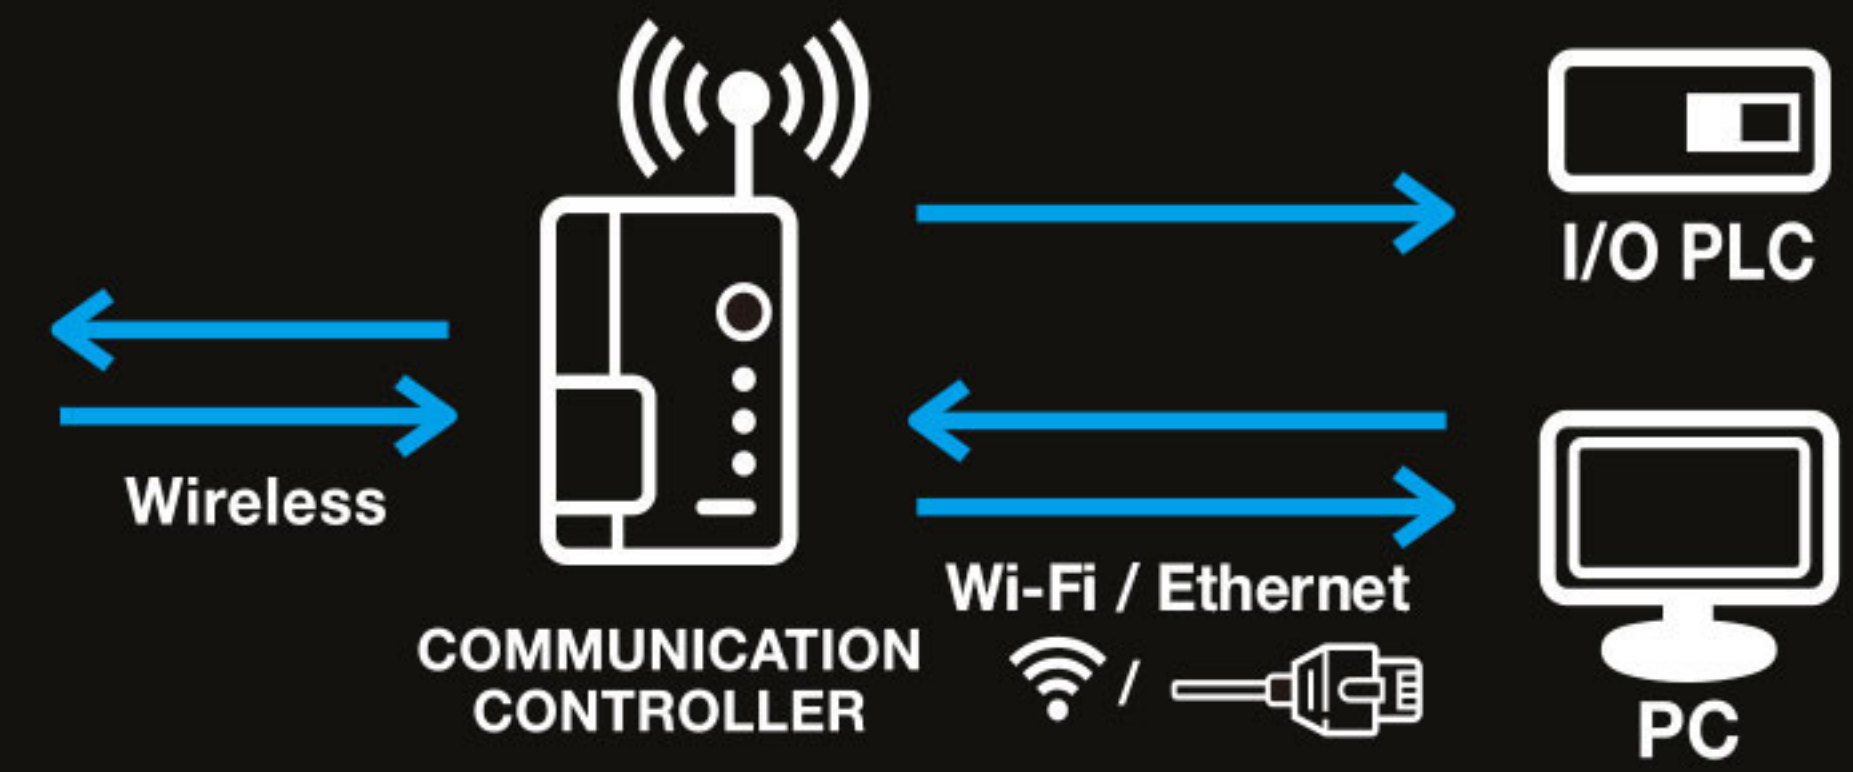 I/O PLC
Wireless
Wi-Fi / Ethernet
/
COMMUNICATION
CONTROLLER
PC